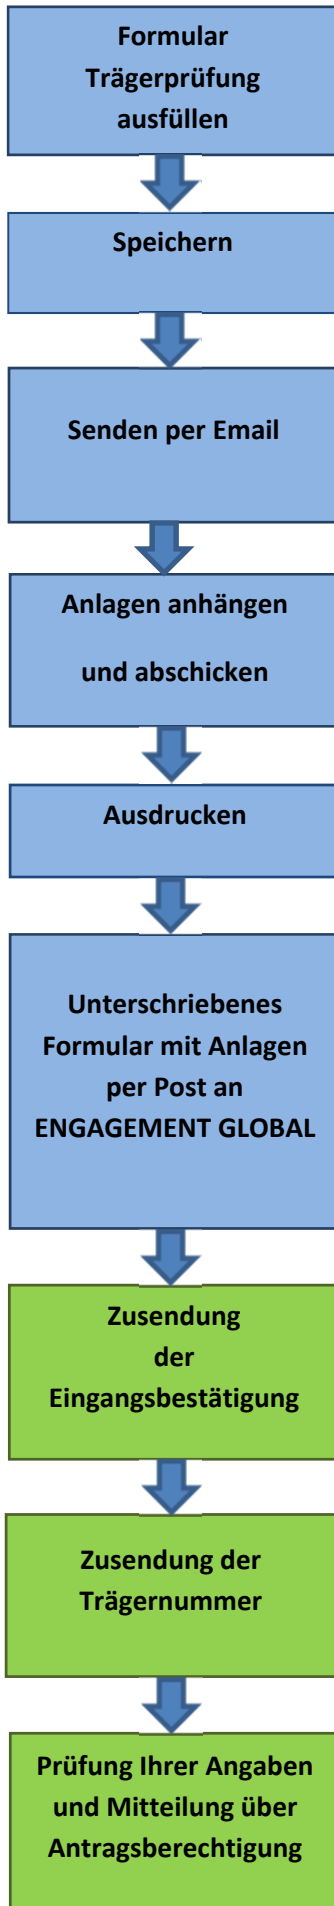 Formular
Trägerprüfung
ausfüllen
Speichern
Senden per Email
Anlagen anhängen
und abschicken
Ausdrucken
Unterschriebenes
Formular mit Anlagen
per Post an
ENGAGEMENT GLOBAL
Zusendung
der
Eingangsbestätigung
Zusendung der
Trägernummer
Prüfung Ihrer Angaben
und Mitteilung über
Antragsberechtigung